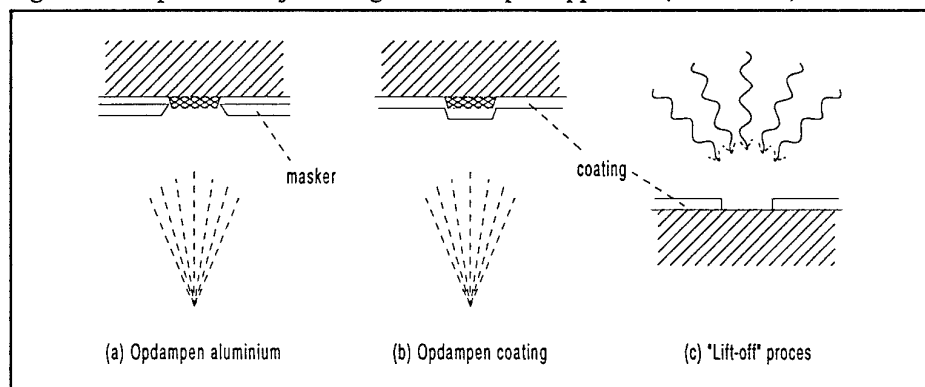 masker
coating
(a) Opdampen aluminium
(b) Opdampen coating
(c) "Lift-off" proces